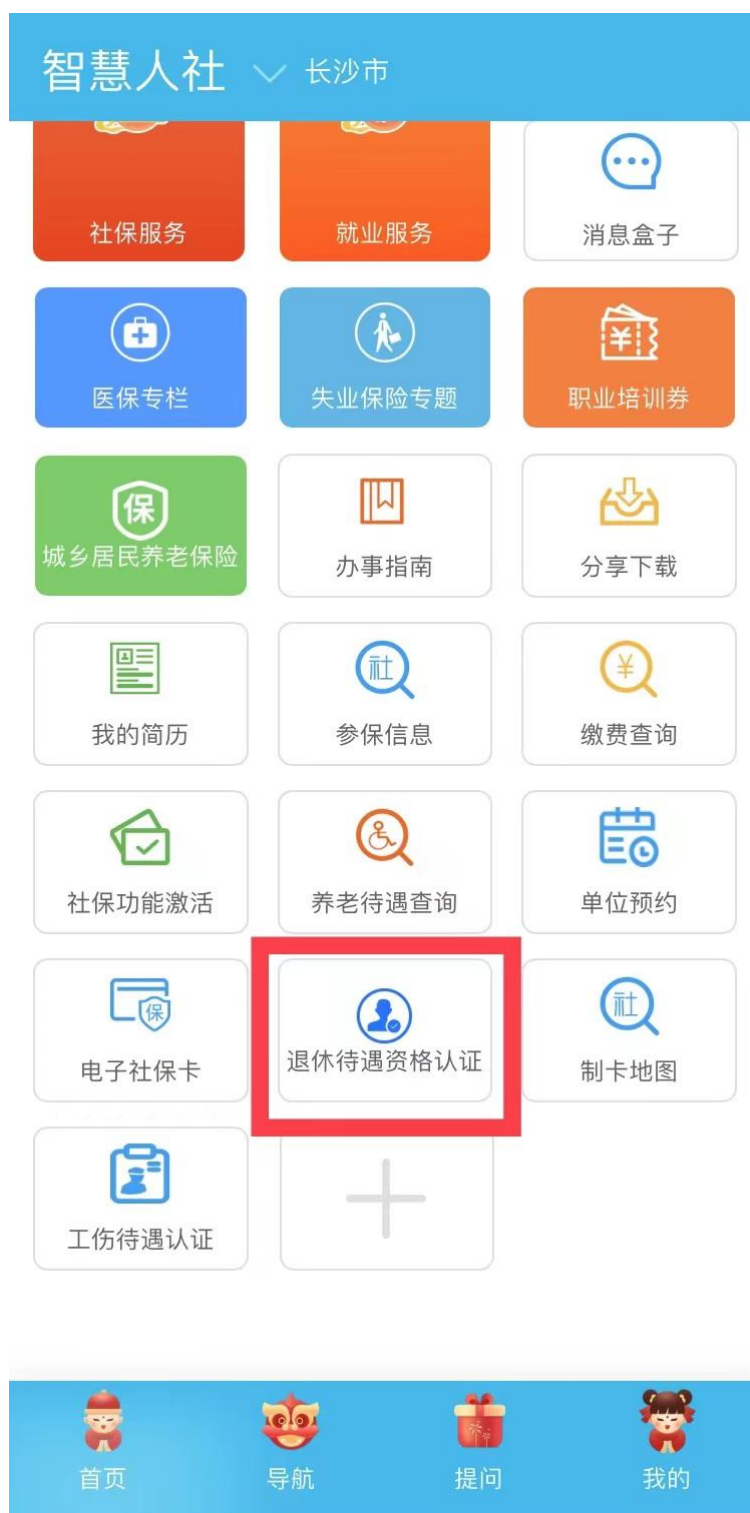 智慧人社 长沙市
社保服务 就业服务 消息盒子
医保专栏 失业保险专题 职业培训券
保
城乡居民养老保险 办事指南 分享下载
社
我的简历 参保信息 缴费查询
社保功能激活 养老待遇查询 单位预约
保 社
电子社保卡 退休待遇资格认证 制卡地图
工伤待遇认证
首页 导航 提问 我的